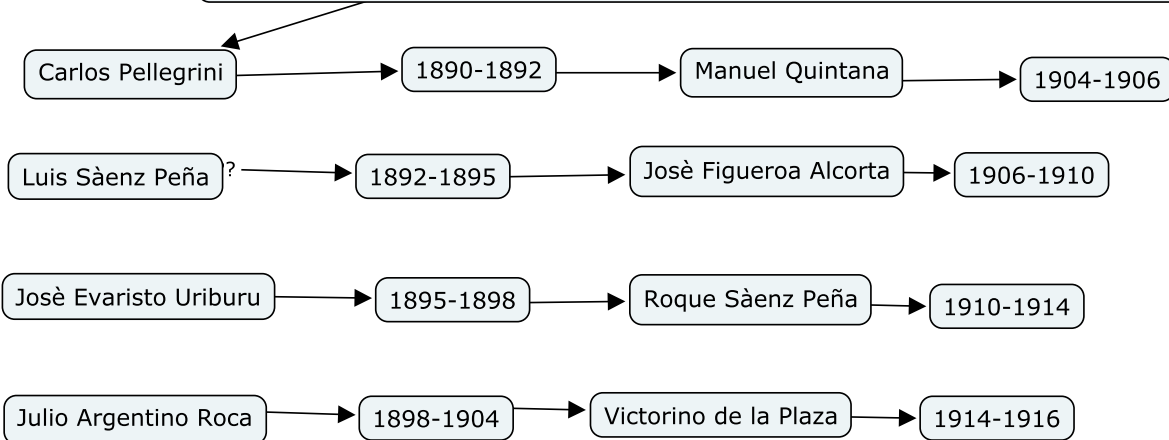 Carlos Pellegrini 1890-1892 Manuel Quintana 1904-1906
Luis Sàenz Peña ? 1892-1895 Josè Figueroa Alcorta 1906-1910
Josè Evaristo Uriburu 1895-1898 Roque Sàenz Peña 1910-1914
Julio Argentino Roca 1898-1904 Victorino de la Plaza 1914-1916